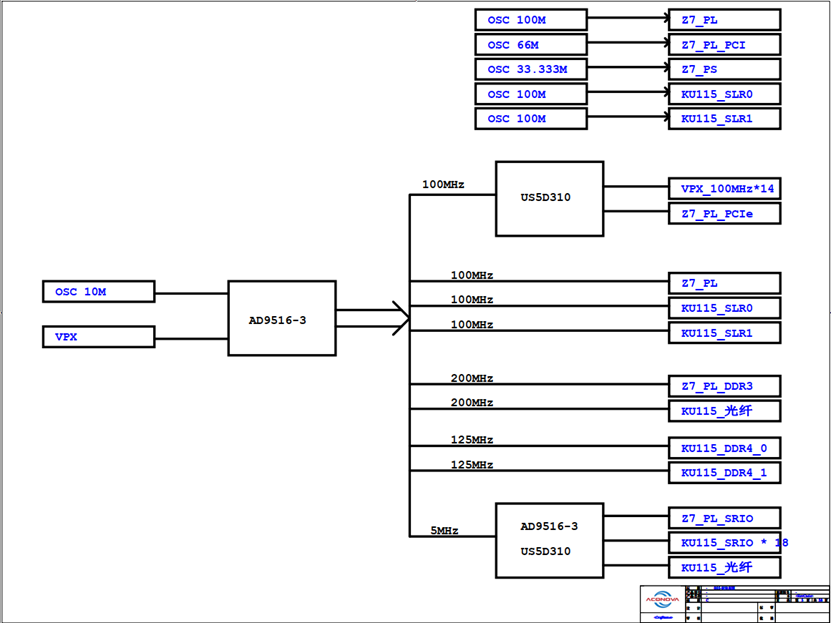 OSC 100M
Z7_PL
OSC 66M
Z7_PL_PCI
OSC 33.333M
Z7_PS
OSC 100M
KU115_SLR0
OSC 100M
KU115_SLR1
100MHz
US5D310
VPX_100MHz*14
Z7_PL_PCIe
OSC 10M
VPX
AD9516-3
100MHz
Z7_PL
100MHz
KU115_SLR0
100MHz
KU115_SLR1
200MHz
Z7_PL_DDR3
200MHz
KU115_光纤
125MHz
KU115_DDR4_0
125MHz
KU115_DDR4_1
5MHz
AD9516-3
US5D310
Z7_PL_SRIO
KU115_SRIO * 18
KU115_光纤
ACONOVA